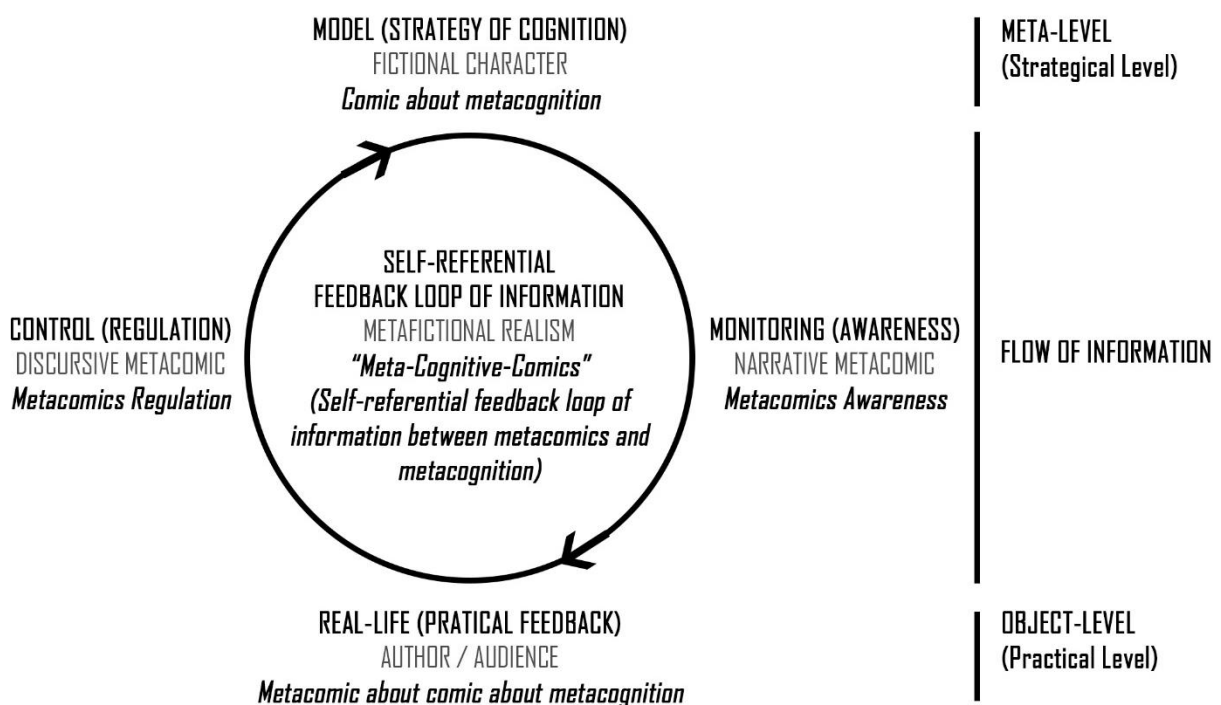 MODEL (STRATEGY OF COGNITION)
FICTIONAL CHARACTER
Comic about metacognition
META-LEVEL
(Strategical Level)
SELF-REFERENTIAL
FEEDBACK LOOP OF INFORMATION
METAFICTIONAL REALISM
"Meta-Cognitive-Comics"
(Self-referential feedback loop of
information between metacomics and
metacognition)
CONTROL (REGULATION)
DISCURSIVE METACOMIC
Metacomics Regulation
MONITORING (AWARENESS)
NARRATIVE METACOMIC
Metacomics Awareness
FLOW OF INFORMATION
REAL-LIFE (PRATICAL FEEDBACK)
AUTHOR / AUDIENCE
Metacomic about comic about metacognition
OBJECT-LEVEL
(Practical Level)